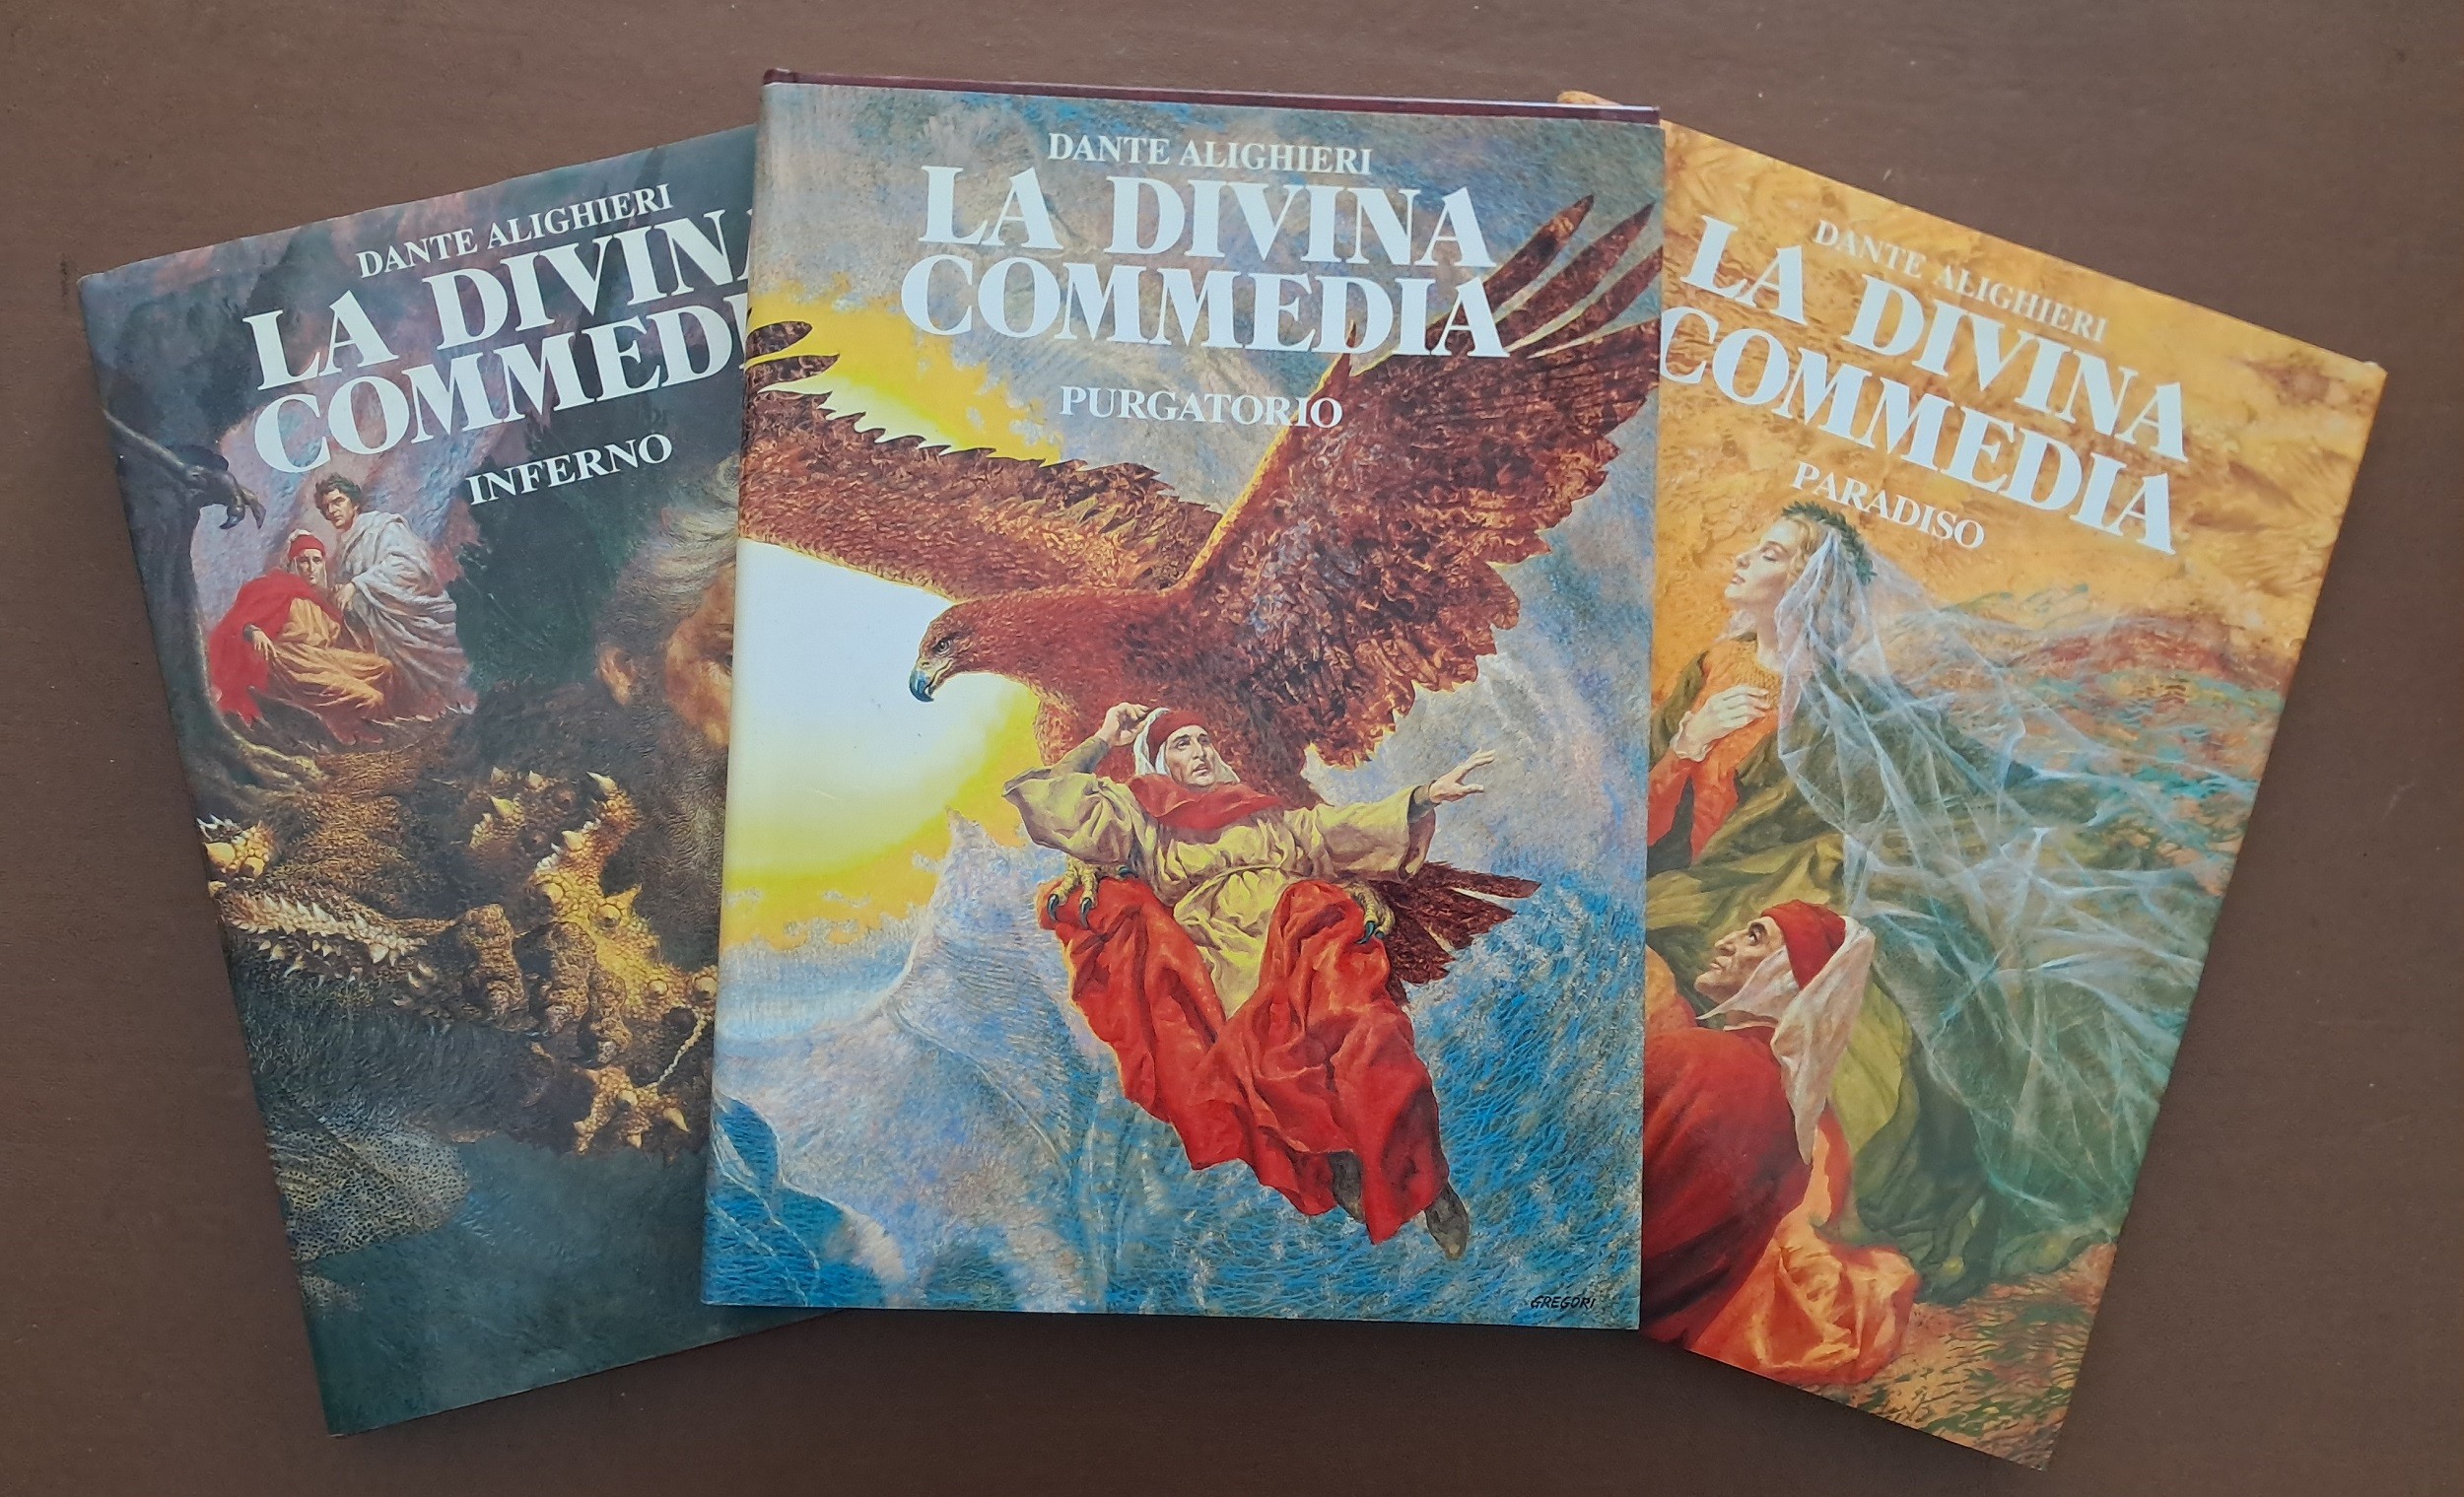 DANTE ALIGHIERI
LA DIVINA
COMMEDI
INFERNO
DANTE ALIGHIERI
LA DIVINA
COMMEDIA
PURGATORIO
GREGORI
DANTE ALIGHIERI
LA DIVINA
COMMEDIA
PARADISO